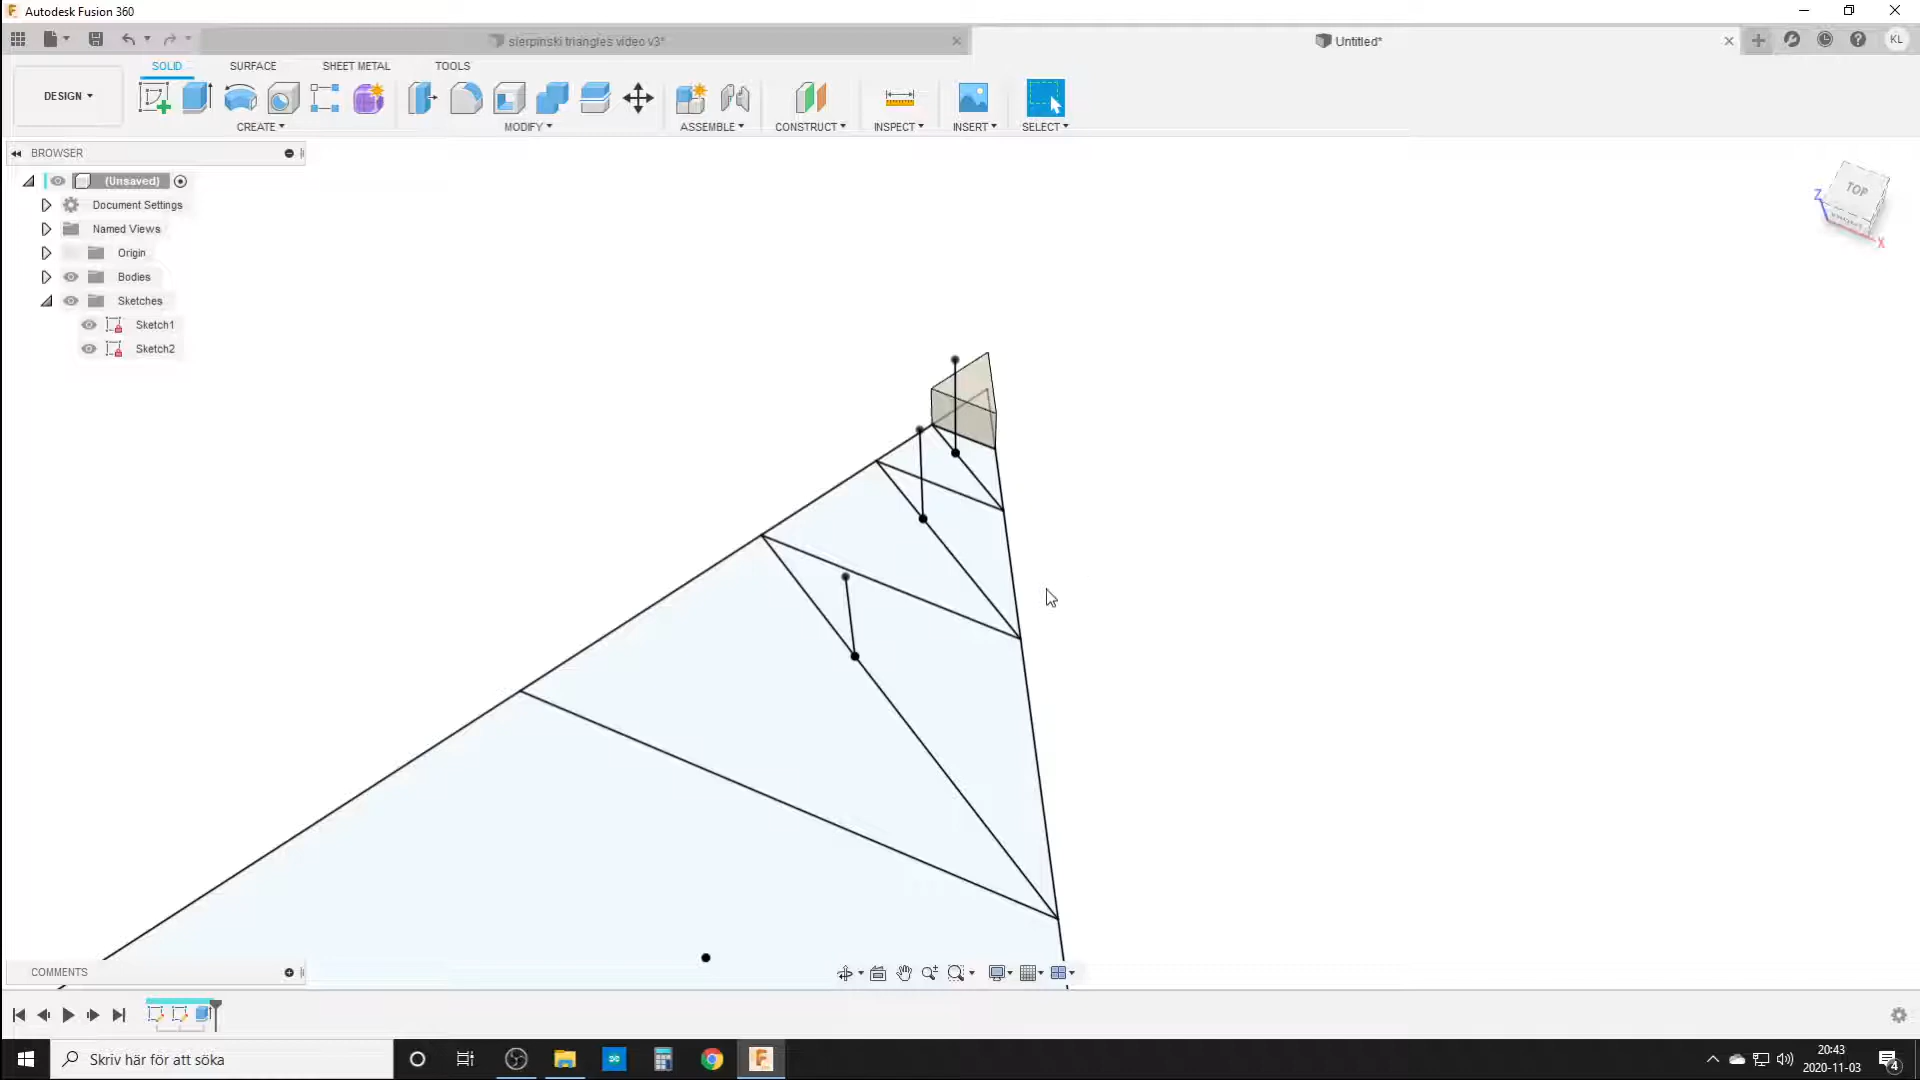 Autodesk Fusion 360
sierpinski triangles video v3*
Untitled*
KL
SOLID
SURFACE
SHEET METAL
TOOLS
DESIGN
CREATE
MODIFY
ASSEMBLE
CONSTRUCT
INSPECT
INSERT
SELECT
BROWSER
(Unsaved)
Document Settings
Named Views
Origin
Bodies
Sketches
Sketch1
Sketch2
TOP
Z
X
COMMENTS
Skriv här för att söka
20:43
2020-11-03
4